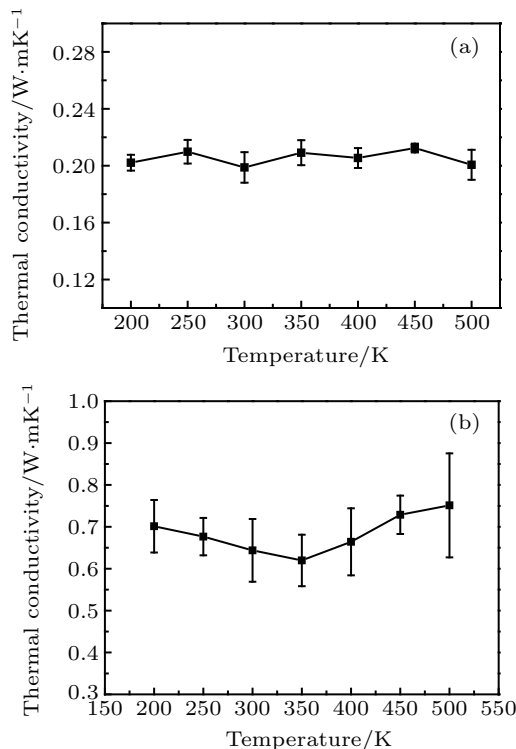 (a)
Thermal conductivity/W·mK⁻¹
0.28
0.24
0.20
0.16
0.12
200 250 300 350 400 450 500
Temperature/K
(b)
Thermal conductivity/W·mK⁻¹
1.0
0.9
0.8
0.7
0.6
0.5
0.4
0.3
150 200 250 300 350 400 450 500 550
Temperature/K